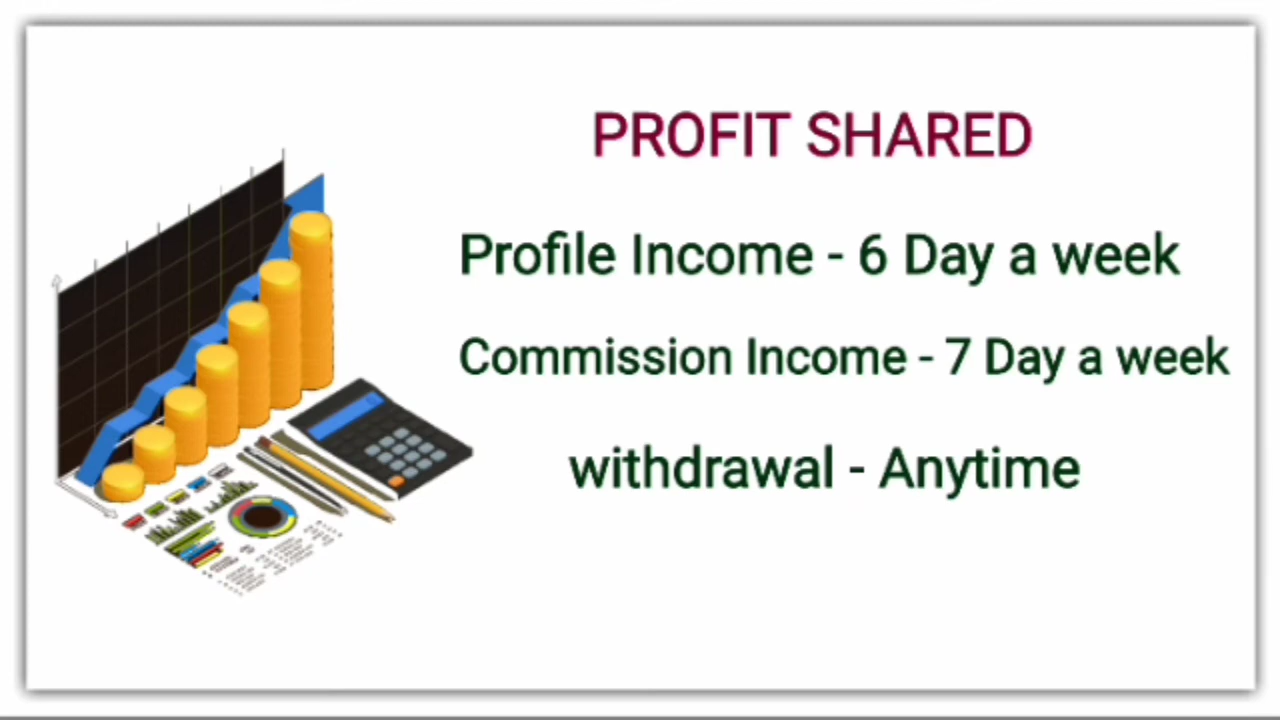 PROFIT SHARED
Profile Income - 6 Day a week
Commission Income - 7 Day a week
withdrawal - Anytime